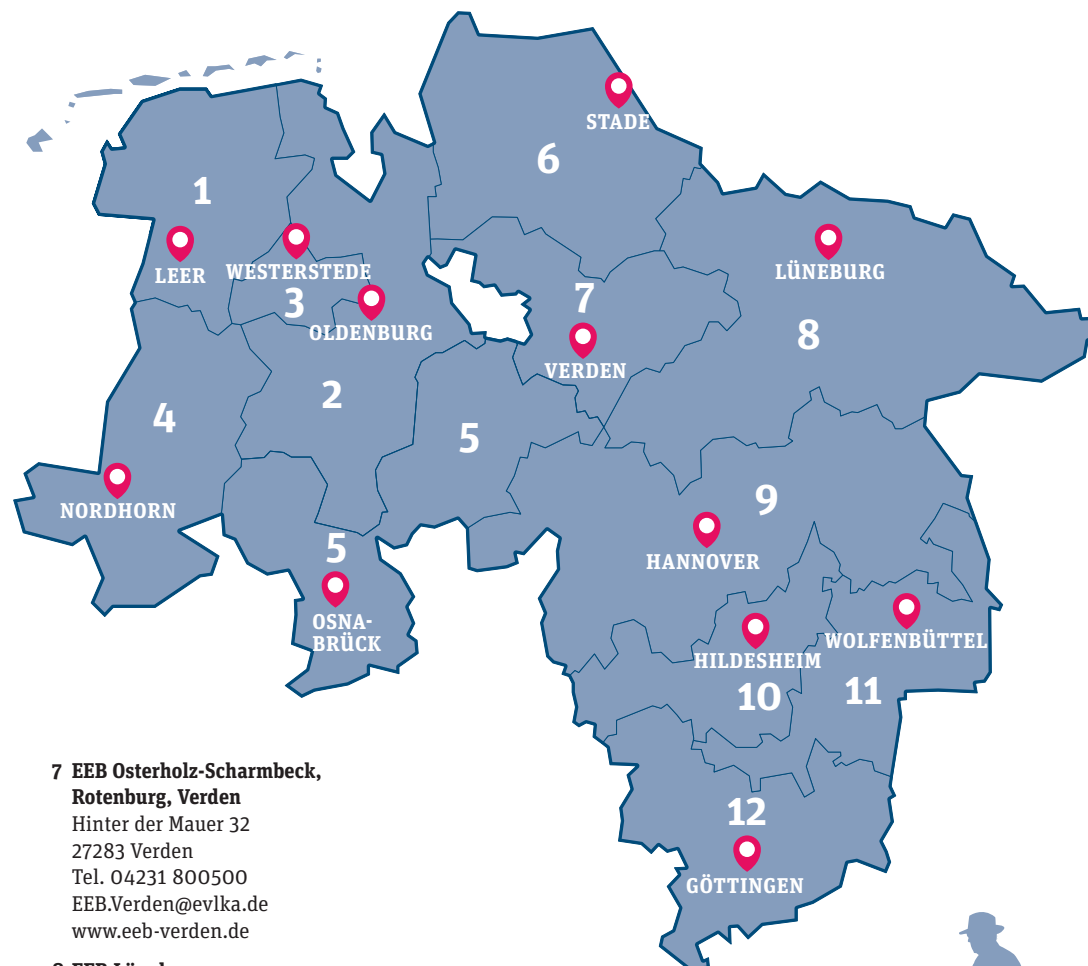 STADE
6
1
LEER
WESTERSTEDE
3
OLDENBURG
LÜNEBURG
7
VERDEN
8
2
4
5
NORDHORN
9
HANNOVER
5
OSNA-
BRÜCK
WOLFENBÜTTEL
HILDESHEIM
10
11
12
GÖTTINGEN
7 EEB Osterholz-Scharmbeck,
Rotenburg, Verden
Hinter der Mauer 32
27283 Verden
Tel. 04231 800500
EEB.Verden@evlka.de
www.eeb-verden.de